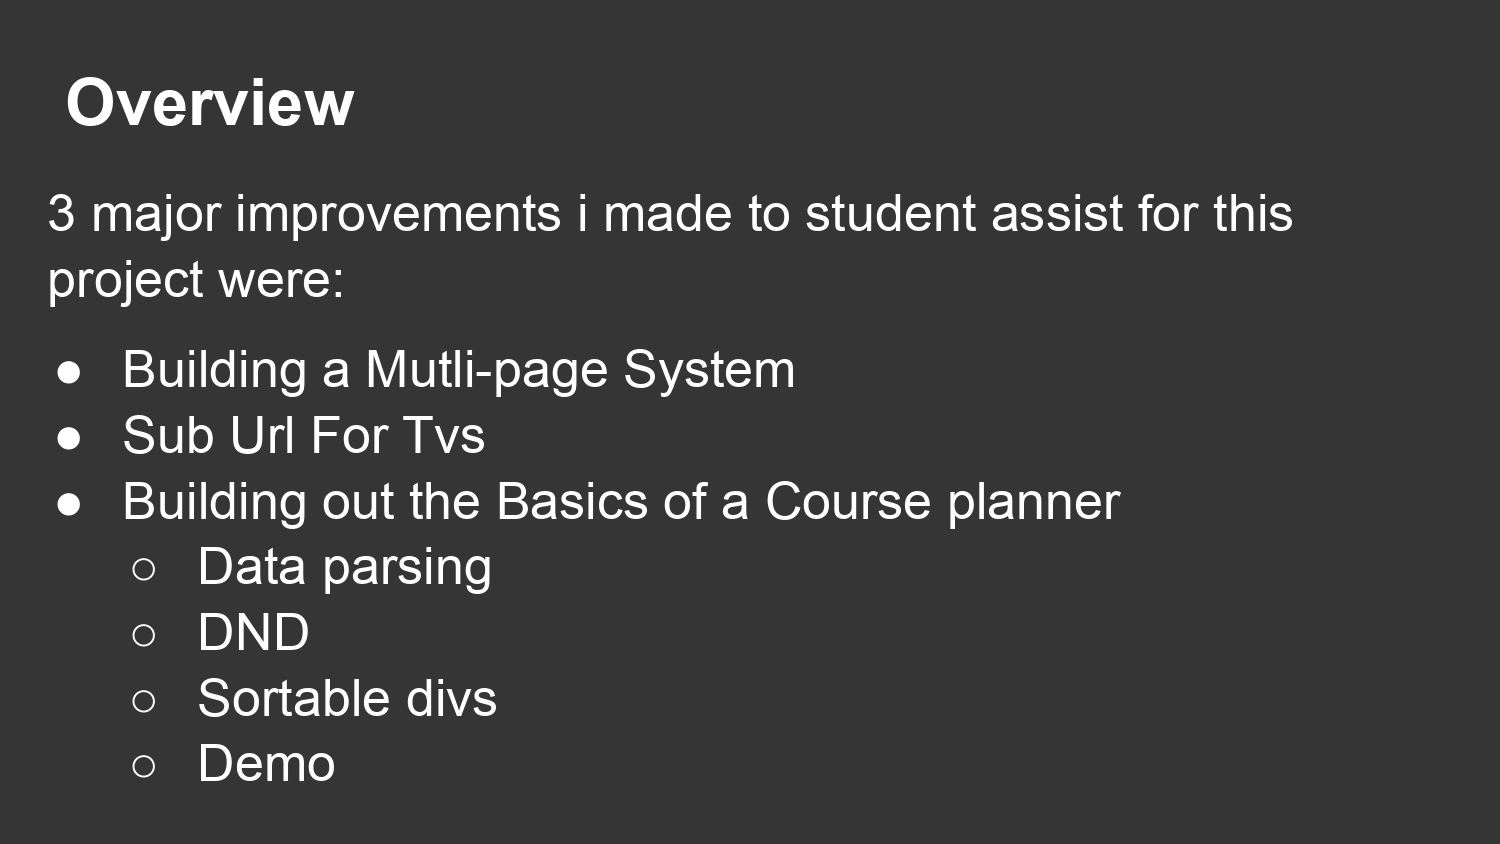 Overview
3 major improvements i made to student assist for this
project were:
● Building a Mutli-page System
● Sub Url For Tvs
● Building out the Basics of a Course planner
○ Data parsing
○ DND
○ Sortable divs
○ Demo